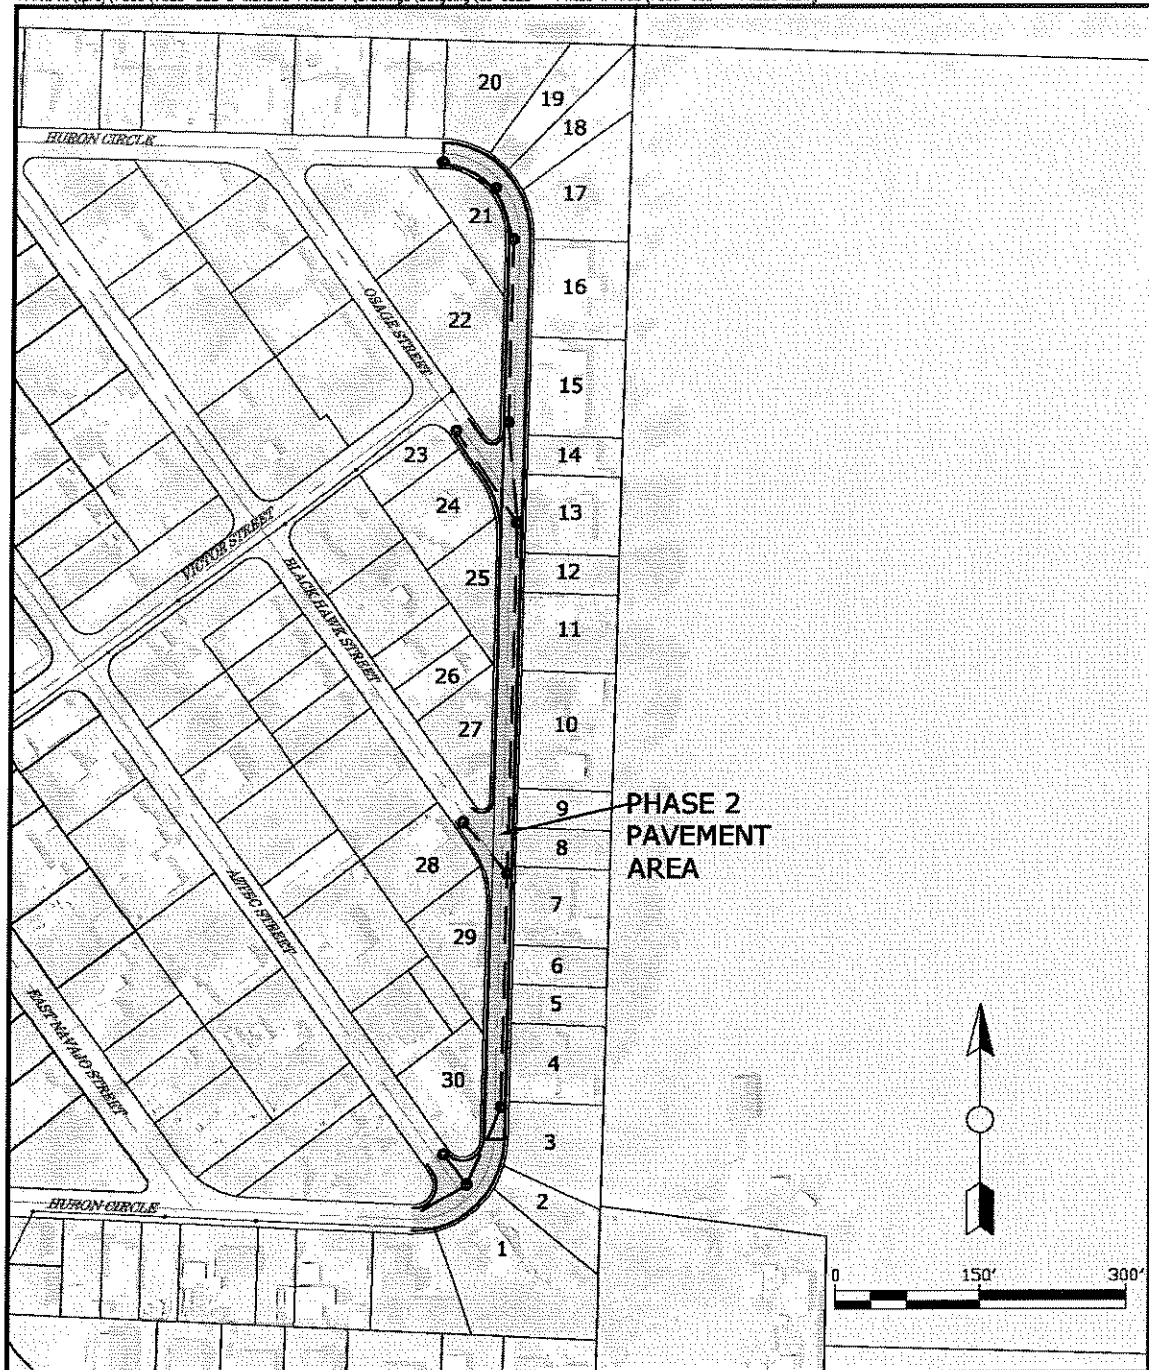 20
19
18
HURON CIRCLE
17
21
16
OSAGE STREET
22
15
23
14
24
13
VICTOR STREET
BLACK HAWK STREET
25
12
11
26
10
27
9
PHASE 2
PAVEMENT
AREA
8
28
7
AZTEC STREET
29
6
5
EAST NAVAJO STREET
4
30
3
HURON CIRCLE
2
1
0 150' 300'